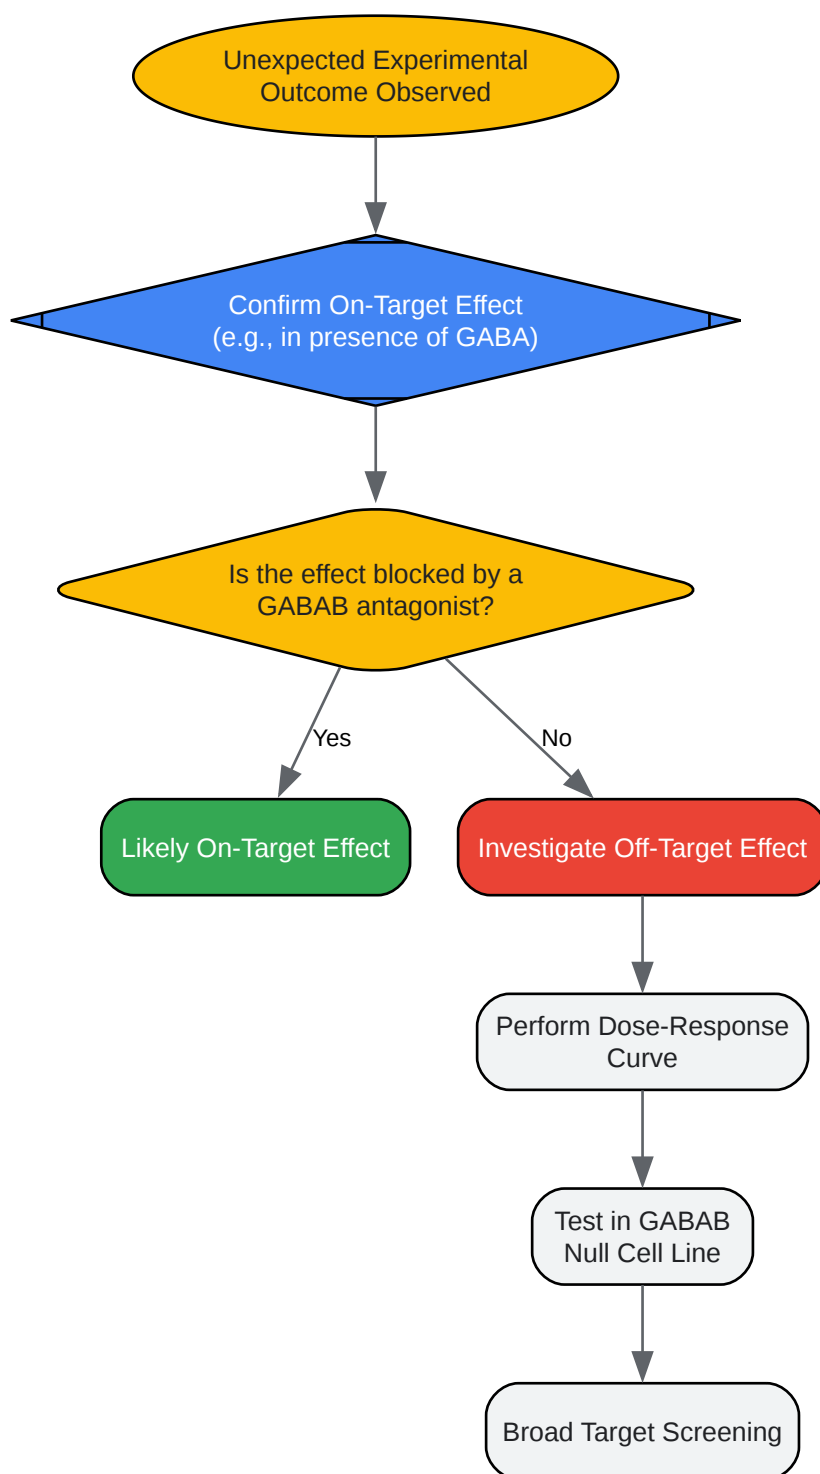 Unexpected Experimental
Outcome Observed
Confirm On-Target Effect
(e.g., in presence of GABA)
Is the effect blocked by a
GABAB antagonist?
Yes
No
Likely On-Target Effect
Investigate Off-Target Effect
Perform Dose-Response
Curve
Test in GABAB
Null Cell Line
Broad Target Screening